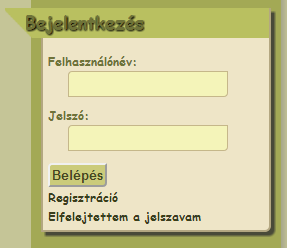 Bejelentkezés
Felhasználónév:
Jelszó:
Belépés
Regisztráció
Elfelejtettem a jelszavam